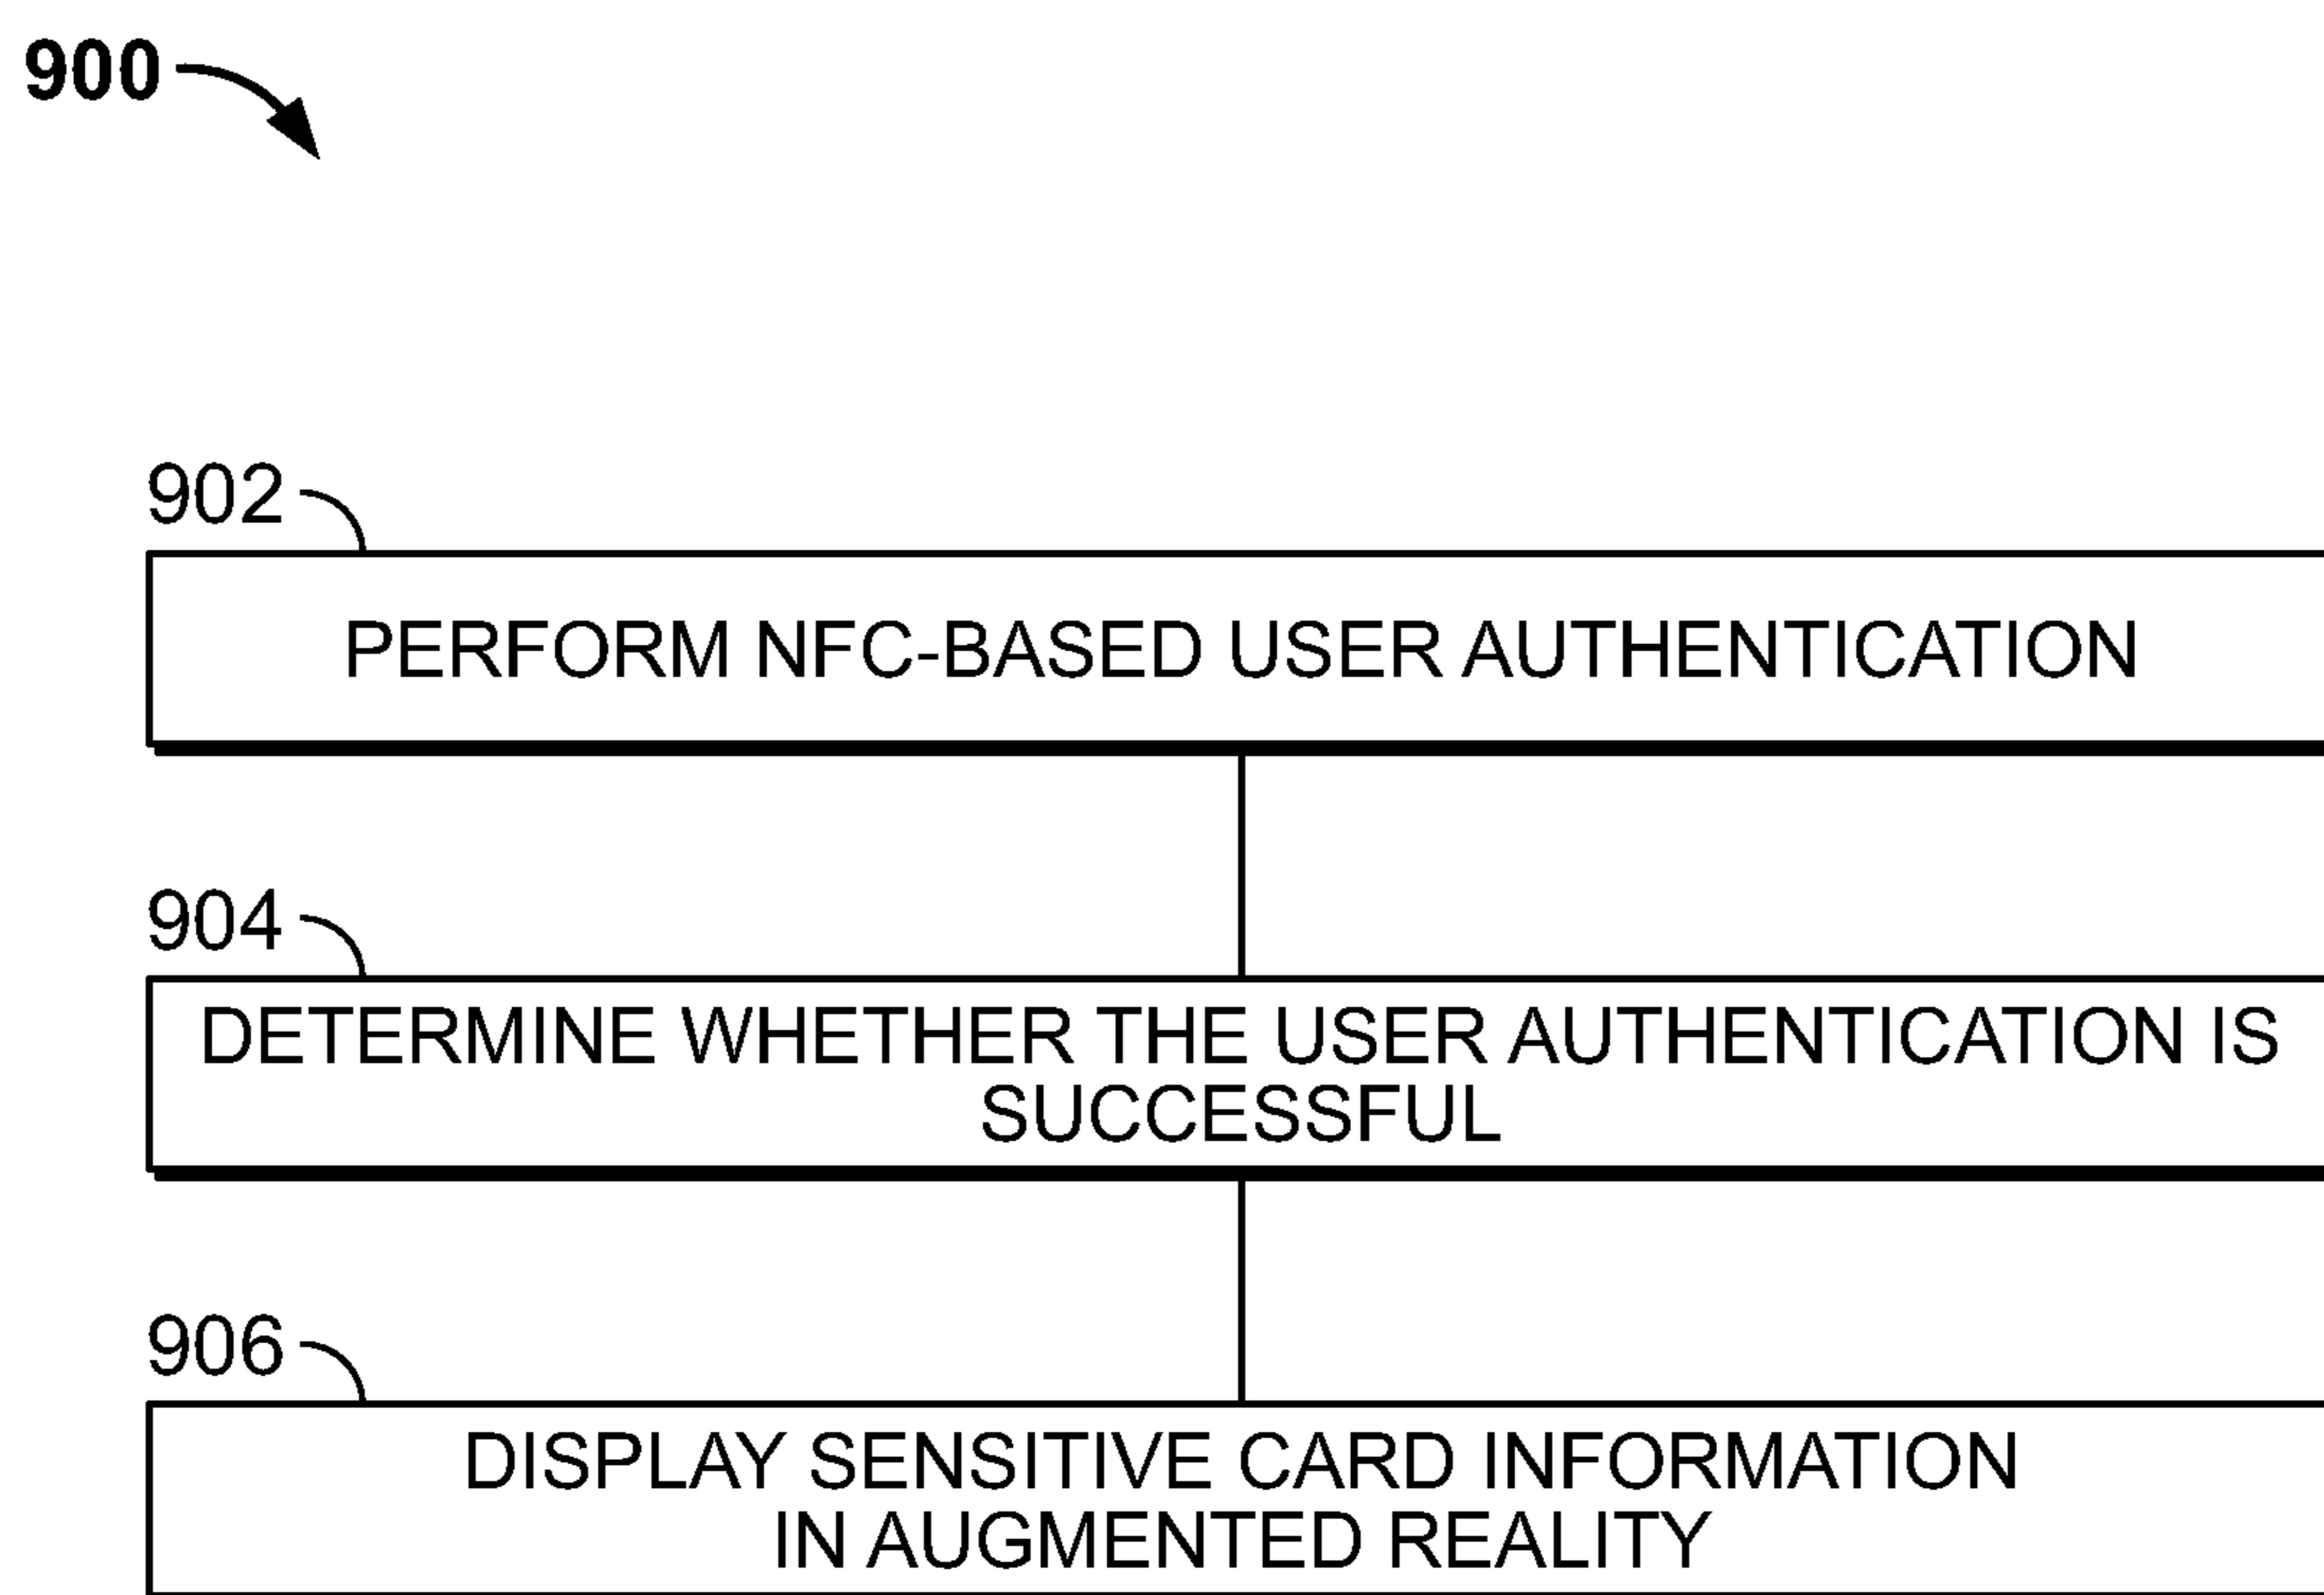 900
902
PERFORM NFC-BASED USER AUTHENTICATION
904
DETERMINE WHETHER THE USER AUTHENTICATION IS
SUCCESSFUL
906
DISPLAY SENSITIVE CARD INFORMATION
IN AUGMENTED REALITY